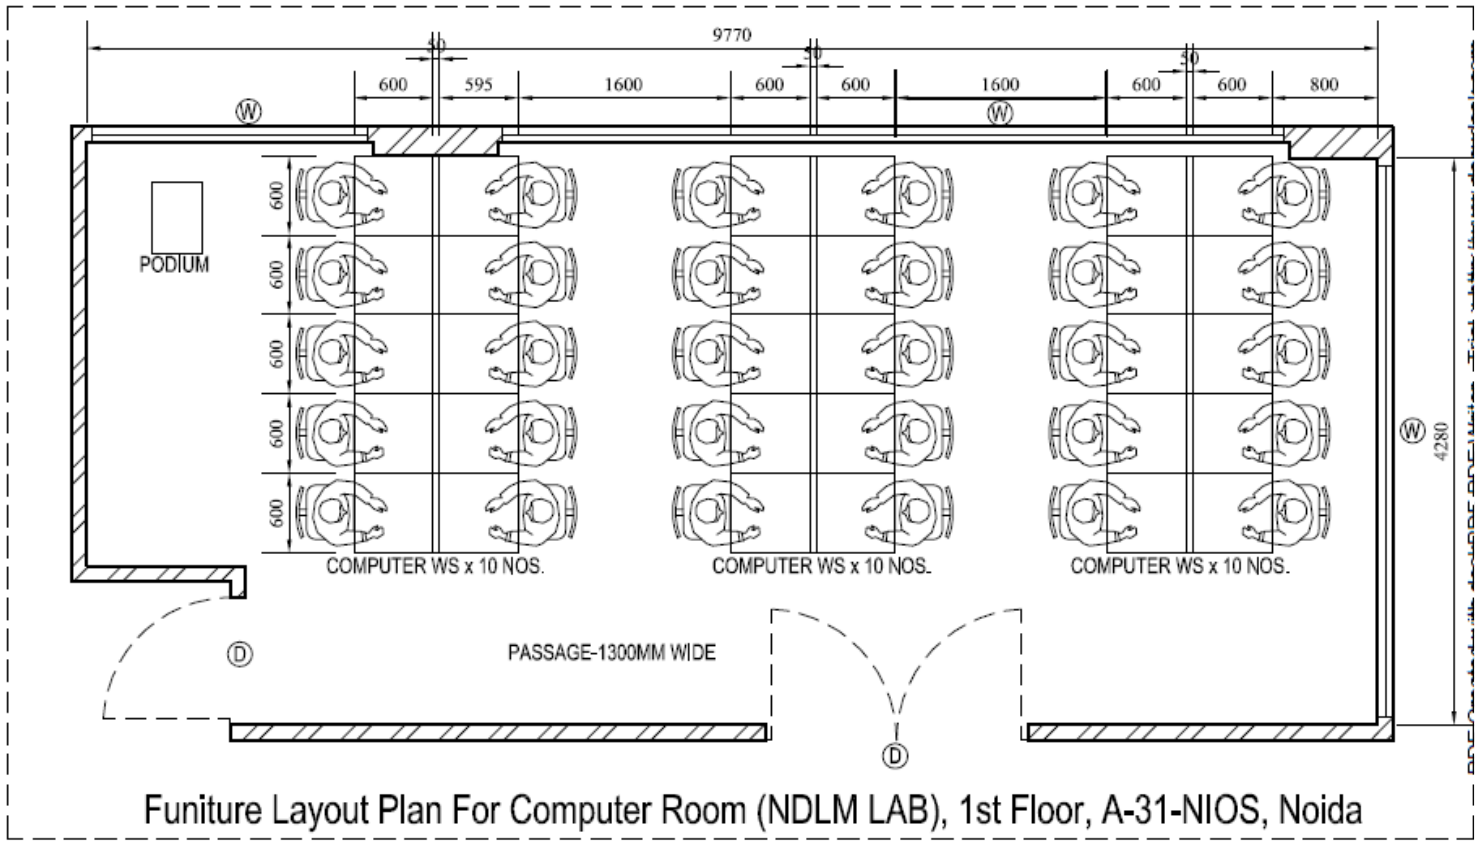 9770
50
50
50
600
595
1600
600
600
1600
600
600
800
W
W
600
600
600
600
600
PODIUM
W
4280
COMPUTER WS x 10 NOS.
COMPUTER WS x 10 NOS.
COMPUTER WS x 10 NOS.
D
PASSAGE-1300MM WIDE
D
Funiture Layout Plan For Computer Room (NDLM LAB), 1st Floor, A-31-NIOS, Noida